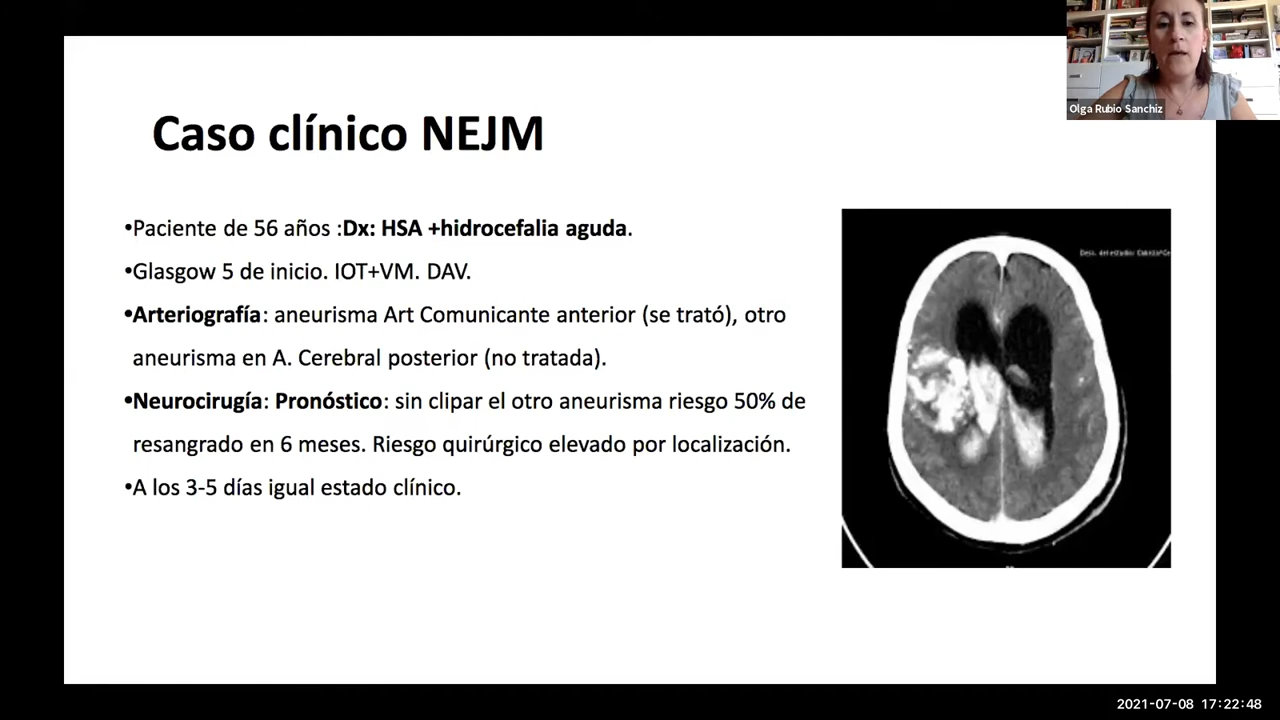 Olga Rubio Sanchiz
Caso clínico NEJM
•Paciente de 56 años :Dx: HSA +hidrocefalia aguda.
•Glasgow 5 de inicio. IOT+VM. DAV.
•Arteriografía: aneurisma Art Comunicante anterior (se trató), otro
aneurisma en A. Cerebral posterior (no tratada).
•Neurocirugía: Pronóstico: sin clipar el otro aneurisma riesgo 50% de
resangrado en 6 meses. Riesgo quirúrgico elevado por localización.
•A los 3-5 días igual estado clínico.
2021-07-08 17:22:48